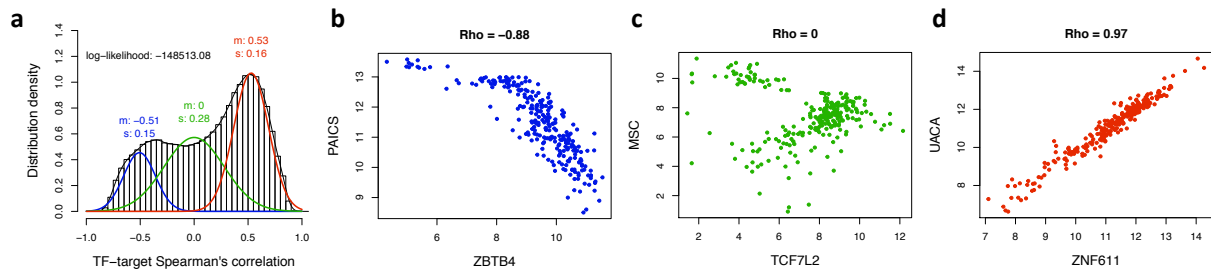 a
log−likelihood: −148513.08
m: 0.53
s: 0.16
m: 0
s: 0.28
m: −0.51
s: 0.15
Distribution density
0.0
0.2
0.4
0.6
0.8
1.0
1.2
1.4
−1.0
−0.5
0.0
0.5
1.0
TF−target Spearman's correlation
b
Rho = −0.88
PAICS
9
10
11
12
13
6
8
10
ZBTB4
c
Rho = 0
MSC
2
4
6
8
10
2
4
6
8
10
12
TCF7L2
d
Rho = 0.97
UACA
8
10
12
14
7
8
9
10
11
12
13
14
ZNF611